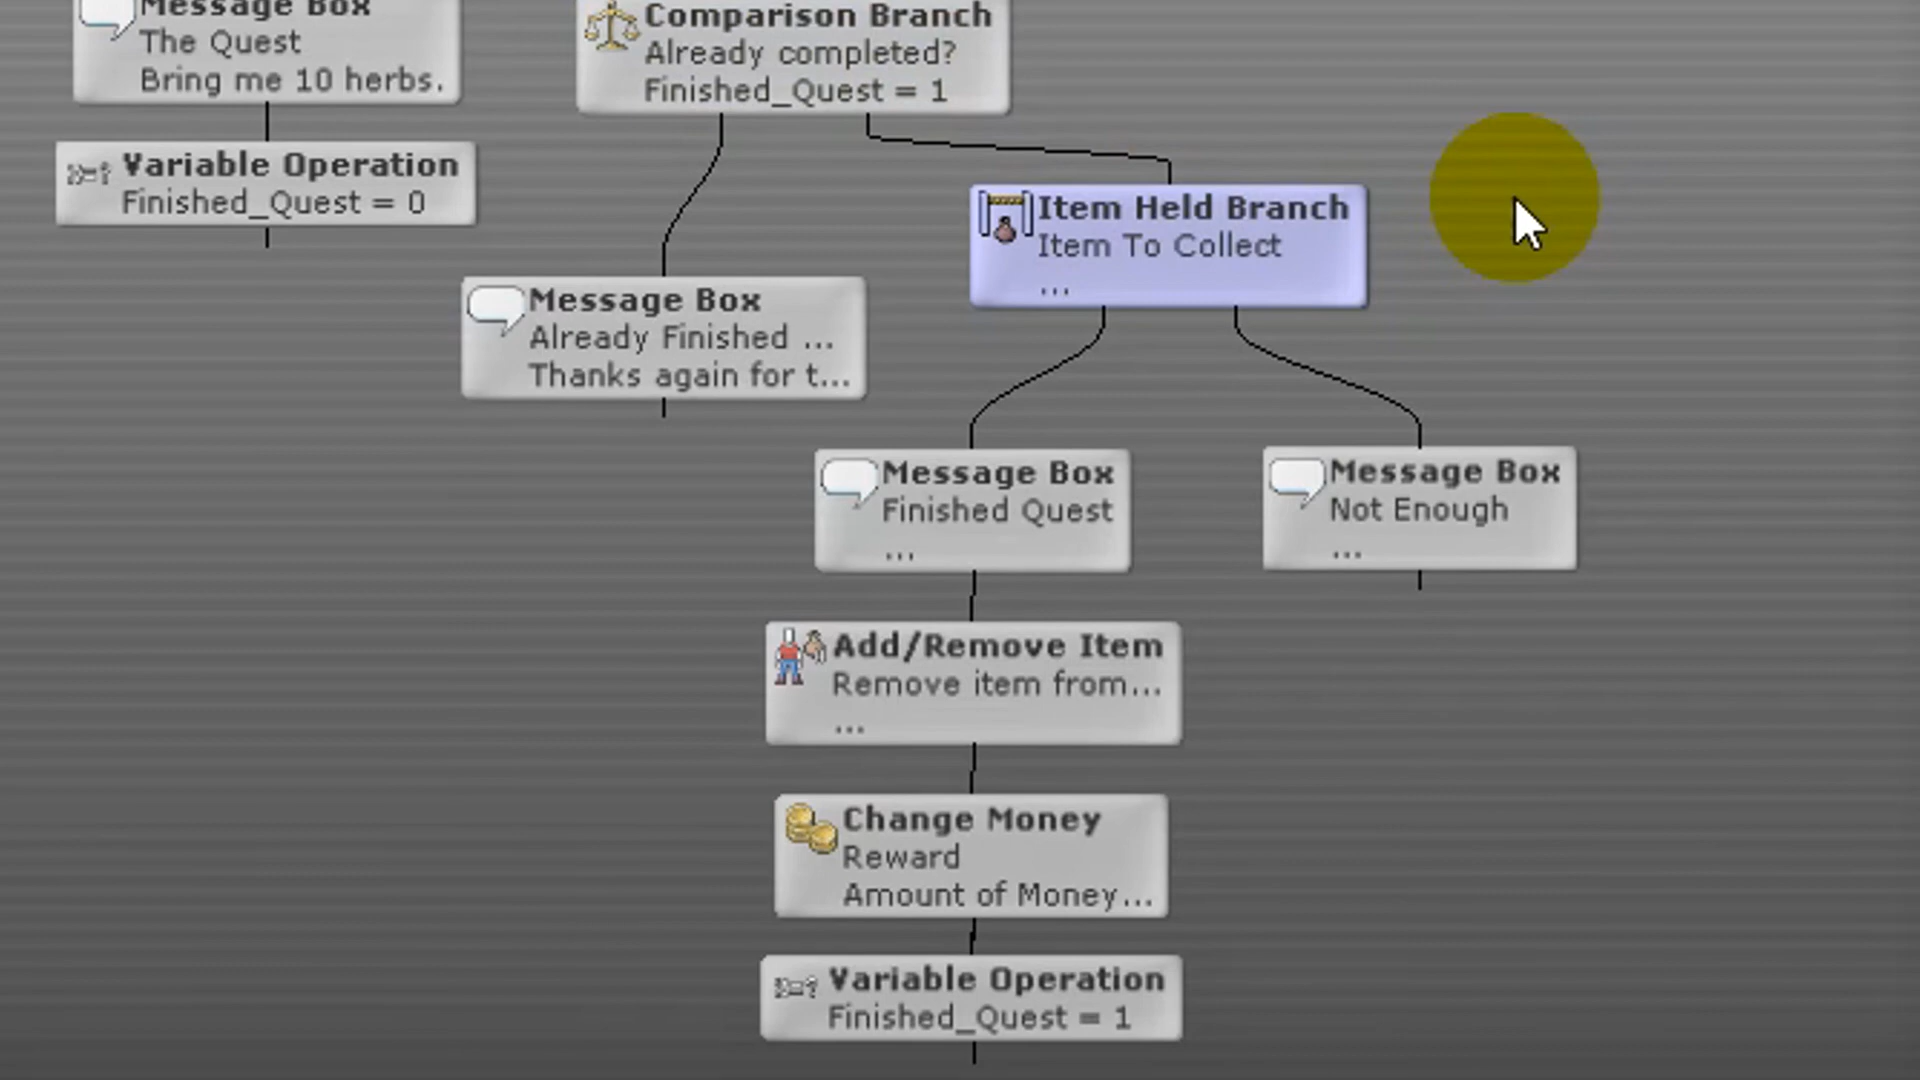 Message Box
The Quest
Bring me 10 herbs.
Variable Operation
Finished_Quest = 0
Comparison Branch
Already completed?
Finished_Quest = 1
Message Box
Already Finished ...
Thanks again for t...
Item Held Branch
Item To Collect
...
Message Box
Finished Quest
...
Message Box
Not Enough
...
Add/Remove Item
Remove item from...
...
Change Money
Reward
Amount of Money...
Variable Operation
Finished_Quest = 1